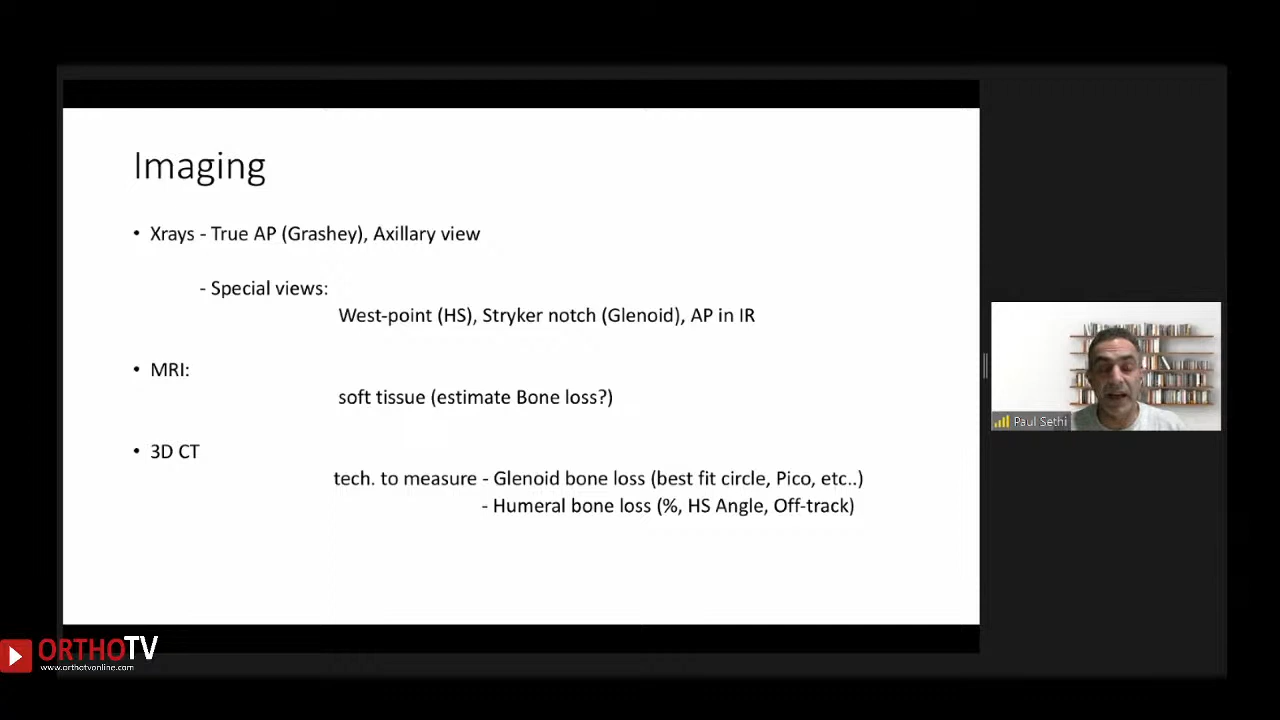 Imaging
• Xrays - True AP (Grashey), Axillary view
- Special views:
West-point (HS), Stryker notch (Glenoid), AP in IR
• MRI:
soft tissue (estimate Bone loss?)
• 3D CT
tech. to measure - Glenoid bone loss (best fit circle, Pico, etc..)
- Humeral bone loss (%, HS Angle, Off-track)
Paul Sethi
ORTHOTV
www.orthotvonline.com